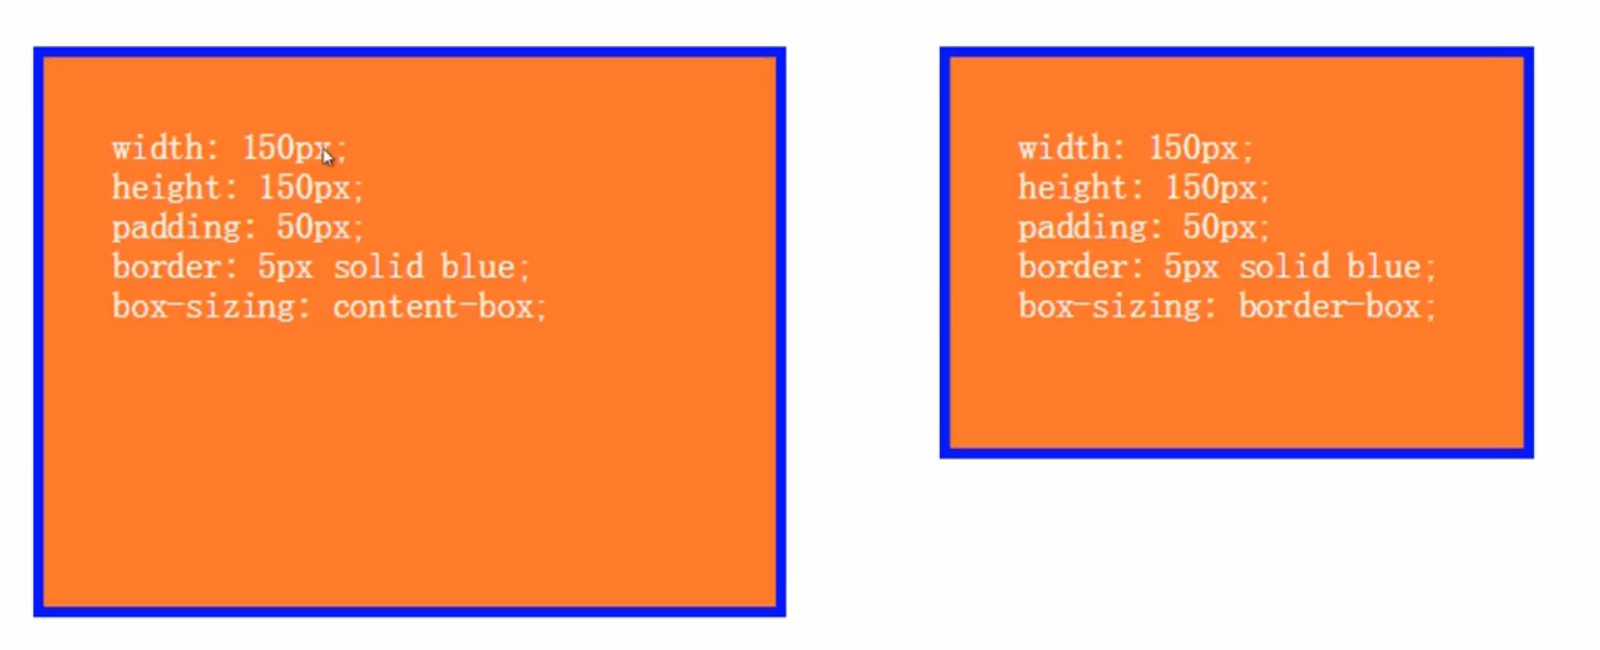 width: 150px;
height: 150px;
padding: 50px;
border: 5px solid blue;
box-sizing: content-box;
width: 150px;
height: 150px;
padding: 50px;
border: 5px solid blue;
box-sizing: border-box;